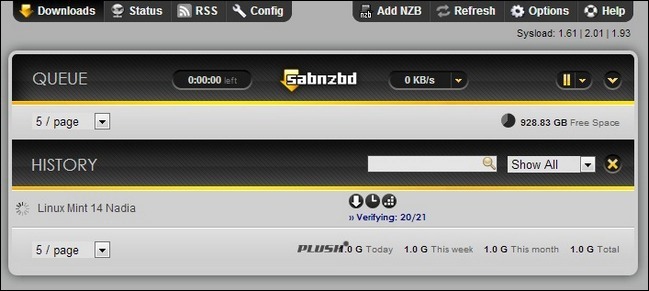 Downloads Status RSS Config nzb Add NZB Refresh Options Help
Sysload: 1.61 | 2.01 | 1.93
QUEUE 0:00:00 left sabnzbd 0 KB/s
5 / page 928.83 GB Free Space
HISTORY Show All
Linux Mint 14 Nadia
» Verifying: 20/21
5 / page PLUSH 1.0 G Today 1.0 G This week 1.0 G This month 1.0 G Total